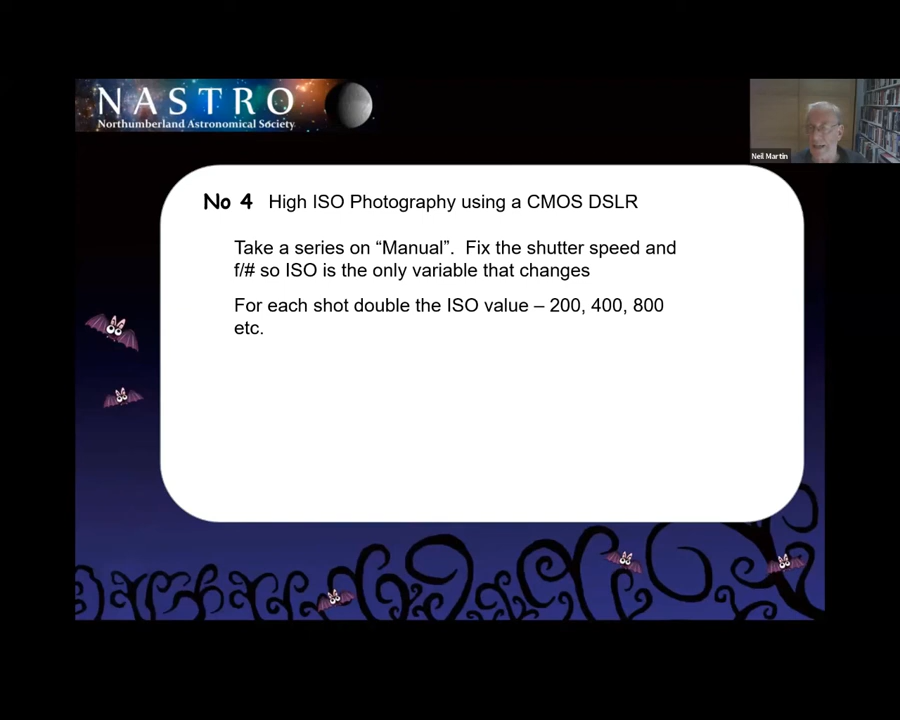 NASTRO
Northumberland Astronomical Society
Neil Martin
No 4 High ISO Photography using a CMOS DSLR
Take a series on “Manual”. Fix the shutter speed and
f/# so ISO is the only variable that changes
For each shot double the ISO value – 200, 400, 800
etc.